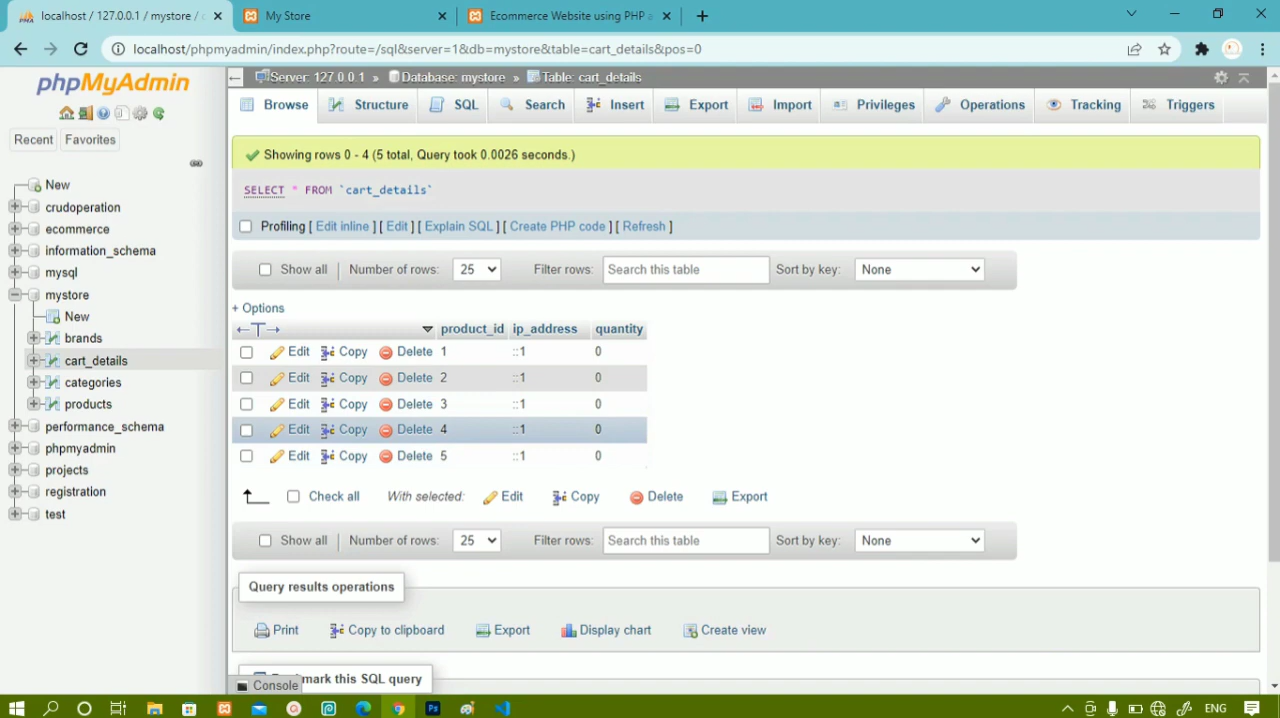 localhost / 127.0.0.1 / mystore /
My Store
Ecommerce Website using PHP
localhost/phpmyadmin/index.php?route=/sql&server=1&db=mystore&table=cart_details&pos=0
phpMyAdmin
Recent
Favorites
New
crudoperation
ecommerce
information_schema
mysql
mystore
New
brands
cart_details
categories
products
performance_schema
phpmyadmin
projects
registration
test
Server: 127.0.0.1 » Database: mystore » Table: cart_details
Browse Structure SQL Search Insert Export Import Privileges Operations Tracking Triggers
Showing rows 0 - 4 (5 total, Query took 0.0026 seconds.)
SELECT * FROM `cart_details`
Profiling [ Edit inline ] [ Edit ] [ Explain SQL ] [ Create PHP code ] [ Refresh ]
Show all Number of rows: 25 Filter rows: Search this table Sort by key: None
+ Options
←T→ product_id ip_address quantity
Edit Copy Delete 1 ::1 0
Edit Copy Delete 2 ::1 0
Edit Copy Delete 3 ::1 0
Edit Copy Delete 4 ::1 0
Edit Copy Delete 5 ::1 0
Check all With selected: Edit Copy Delete Export
Show all Number of rows: 25 Filter rows: Search this table Sort by key: None
Query results operations
Print Copy to clipboard Export Display chart Create view
mark this SQL query
Console
Ps
ENG